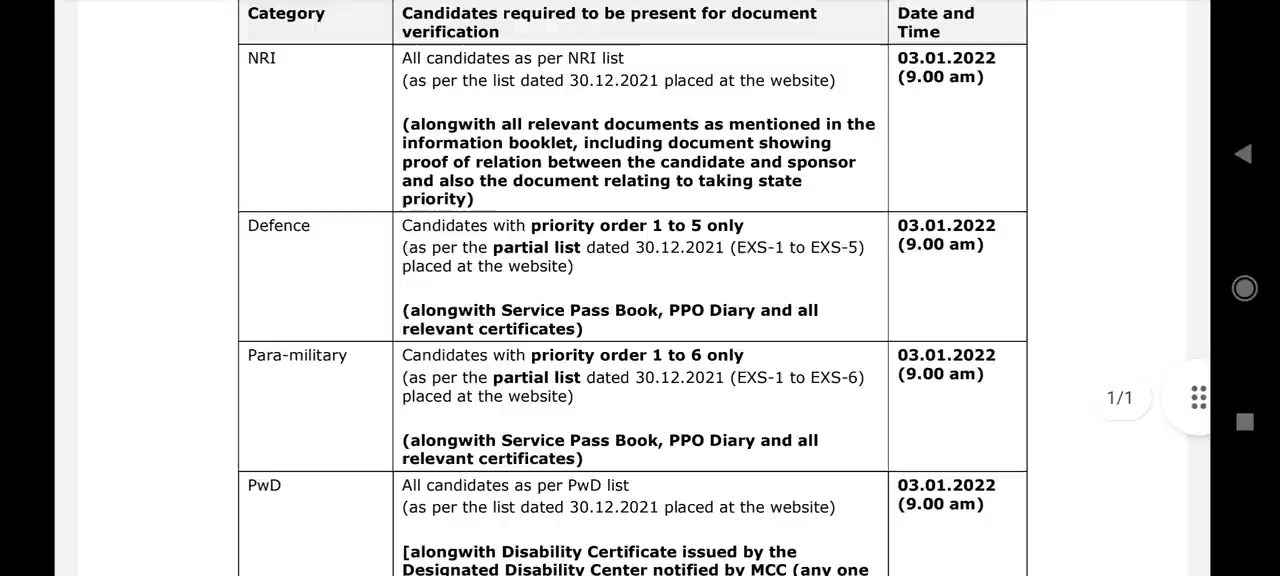 Category
Candidates required to be present for document
verification
Date and
Time
NRI
All candidates as per NRI list
(as per the list dated 30.12.2021 placed at the website)
(alongwith all relevant documents as mentioned in the
information booklet, including document showing
proof of relation between the candidate and sponsor
and also the document relating to taking state
priority)
03.01.2022
(9.00 am)
Defence
Candidates with priority order 1 to 5 only
(as per the partial list dated 30.12.2021 (EXS-1 to EXS-5)
placed at the website)
(alongwith Service Pass Book, PPO Diary and all
relevant certificates)
03.01.2022
(9.00 am)
Para-military
Candidates with priority order 1 to 6 only
(as per the partial list dated 30.12.2021 (EXS-1 to EXS-6)
placed at the website)
(alongwith Service Pass Book, PPO Diary and all
relevant certificates)
03.01.2022
(9.00 am)
PwD
All candidates as per PwD list
(as per the list dated 30.12.2021 placed at the website)
[alongwith Disability Certificate issued by the
Designated Disability Center notified by MCC (any one
03.01.2022
(9.00 am)
1/1